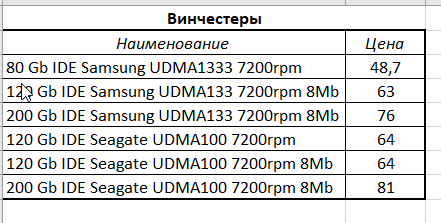 Винчестеры
Наименование Цена
80 Gb IDE Samsung UDMA1333 7200rpm 48,7
120 Gb IDE Samsung UDMA133 7200rpm 8Mb 63
200 Gb IDE Samsung UDMA133 7200rpm 8Mb 76
120 Gb IDE Seagate UDMA100 7200rpm 64
120 Gb IDE Seagate UDMA100 7200rpm 8Mb 64
200 Gb IDE Seagate UDMA100 7200rpm 8Mb 81